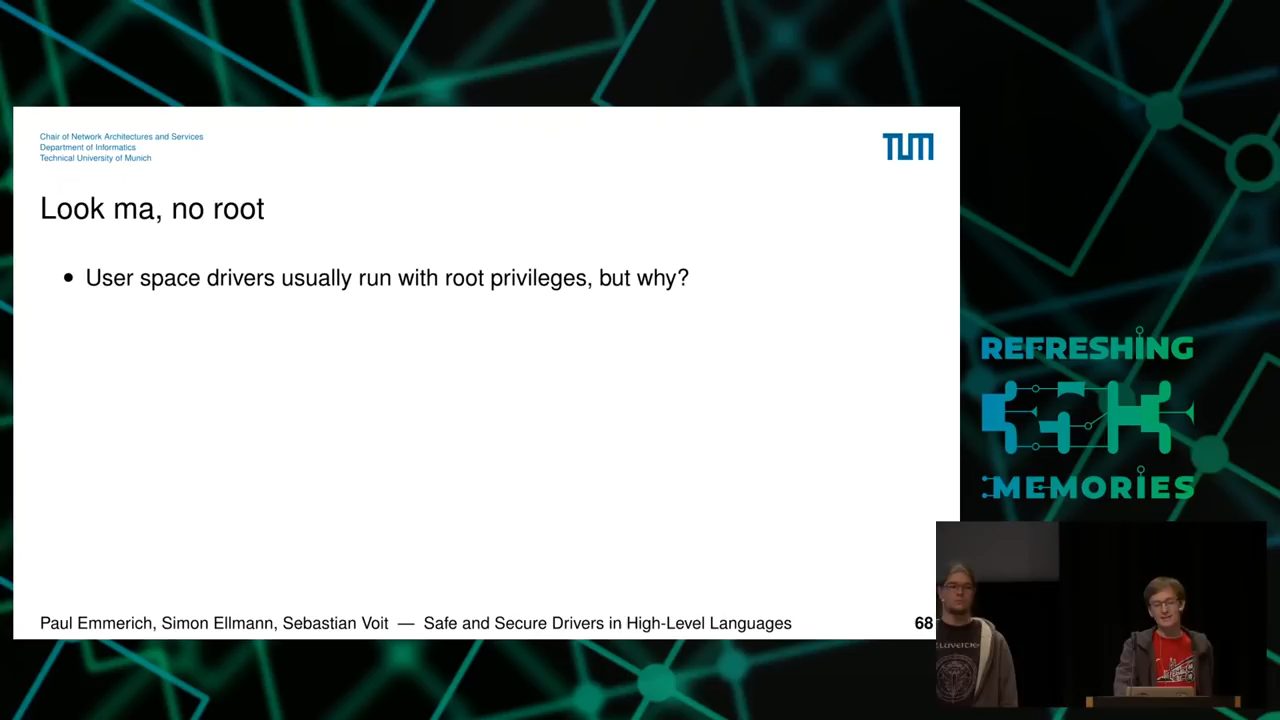 Chair of Network Architectures and Services
Department of Informatics
Technical University of Munich
TUM
Look ma, no root
• User space drivers usually run with root privileges, but why?
Paul Emmerich, Simon Ellmann, Sebastian Voit — Safe and Secure Drivers in High-Level Languages
68
REFRESHING
35C3
MEMORIES